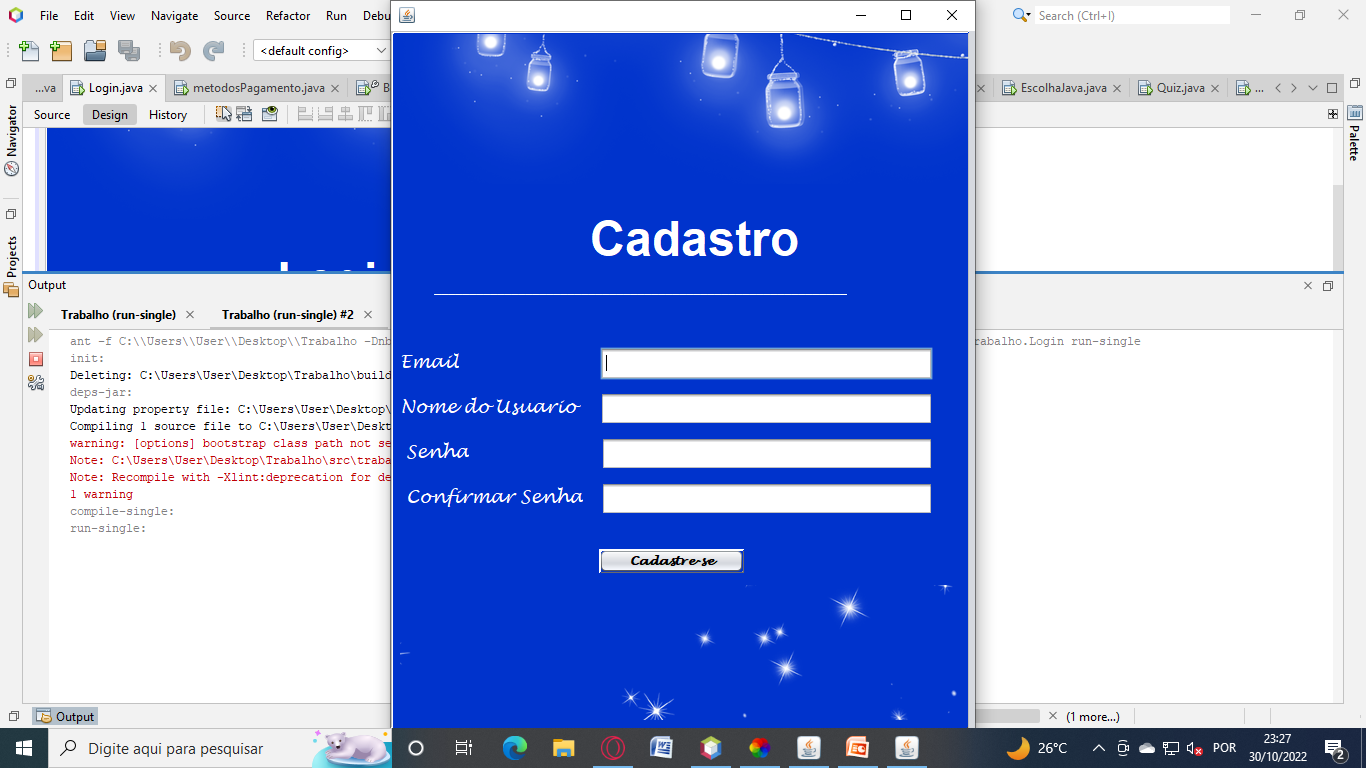 File Edit View Navigate Source Refactor Run Debu
Search (Ctrl+I)
<default config>
...va Login.java metodosPagamento.java B EscolhaJava.java Quiz.java ...
Source Design History
Navigator
Projects
Palette
Cadastro
Email
Nome do Usuario
Senha
Confirmar Senha
Cadastre-se
Output
Trabalho (run-single) Trabalho (run-single) #2
ant -f C:\\Users\\User\\Desktop\\Trabalho -Dnb rabalho.Login run-single
init:
Deleting: C:\Users\User\Desktop\Trabalho\build
deps-jar:
Updating property file: C:\Users\User\Desktop\
Compiling 1 source file to C:\Users\User\Deskt
warning: [options] bootstrap class path not se
Note: C:\Users\User\Desktop\Trabalho\src\traba
Note: Recompile with -Xlint:deprecation for de
1 warning
compile-single:
run-single:
Output
(1 more...)
Digite aqui para pesquisar
26°C POR 23:27
30/10/2022 2